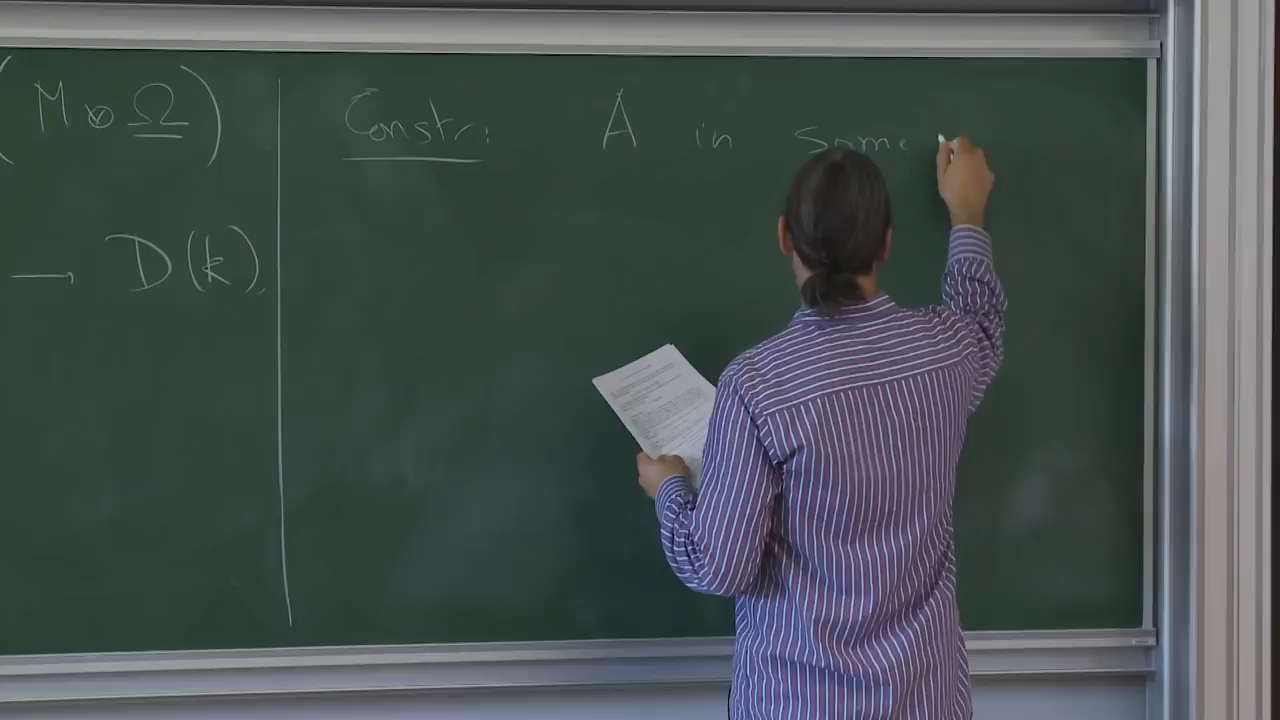 ( M ⊗ Ω )
→ D(k).
Constr: A in some